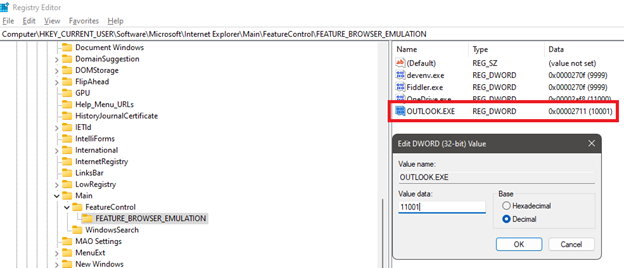 Registry Editor
File Edit View Favorites Help
Computer\HKEY_CURRENT_USER\Software\Microsoft\Internet Explorer\Main\FeatureControl\FEATURE_BROWSER_EMULATION
Document Windows
DomainSuggestion
DOMStorage
FlipAhead
GPU
Help_Menu_URLs
HistoryJournalCertificate
IETld
IntelliForms
International
InternetRegistry
LinksBar
LowRegistry
Main
FeatureControl
FEATURE_BROWSER_EMULATION
WindowsSearch
MAO Settings
MenuExt
New Windows
Name Type Data
(Default) REG_SZ (value not set)
devenv.exe REG_DWORD 0x0000270f (9999)
Fiddler.exe REG_DWORD 0x0000270f (9999)
OneDrive.exe REG_DWORD 0x00002af8 (11000)
OUTLOOK.EXE REG_DWORD 0x00002711 (10001)
Edit DWORD (32-bit) Value
Value name:
OUTLOOK.EXE
Value data:
11001
Base
Hexadecimal
Decimal
OK Cancel